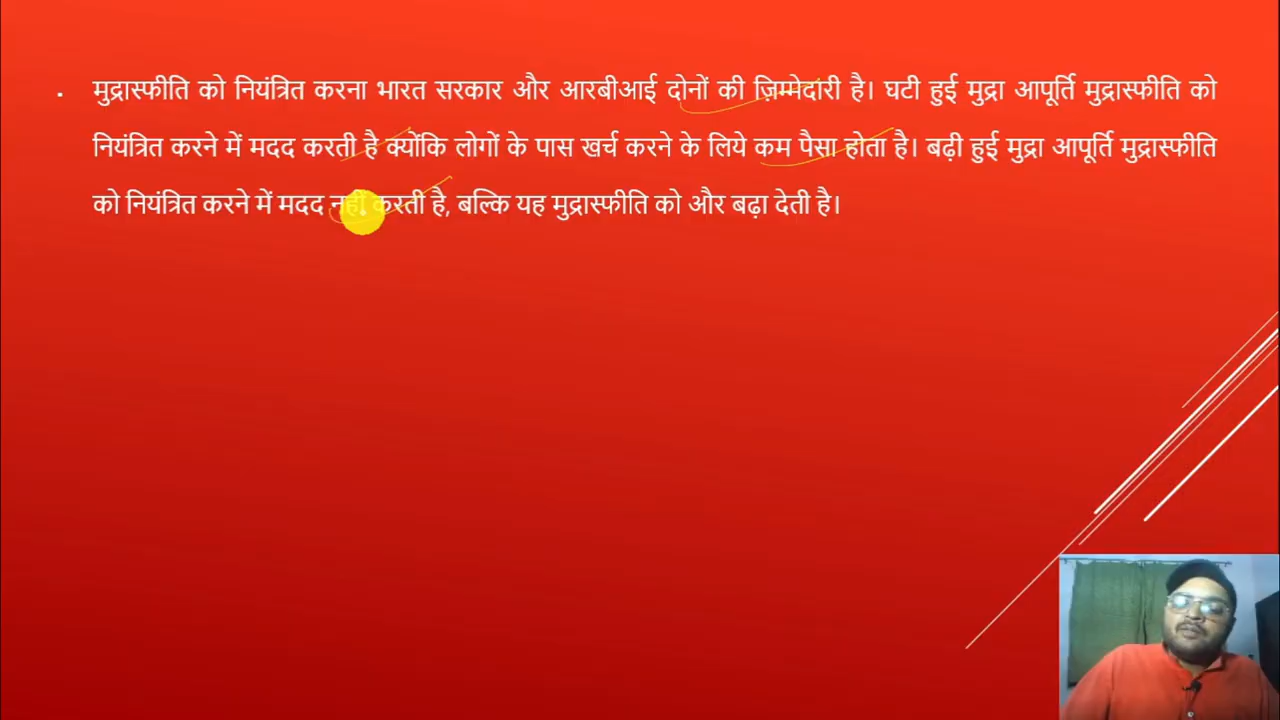 मुद्रास्फीति को नियंत्रित करना भारत सरकार और आरबीआई दोनों की ज़िम्मेदारी है। घटी हुई मुद्रा आपूर्ति मुद्रास्फीति को
नियंत्रित करने में मदद करती है क्योंकि लोगों के पास खर्च करने के लिये कम पैसा होता है। बढ़ी हुई मुद्रा आपूर्ति मुद्रास्फीति
को नियंत्रित करने में मदद नहीं करती है, बल्कि यह मुद्रास्फीति को और बढ़ा देती है।